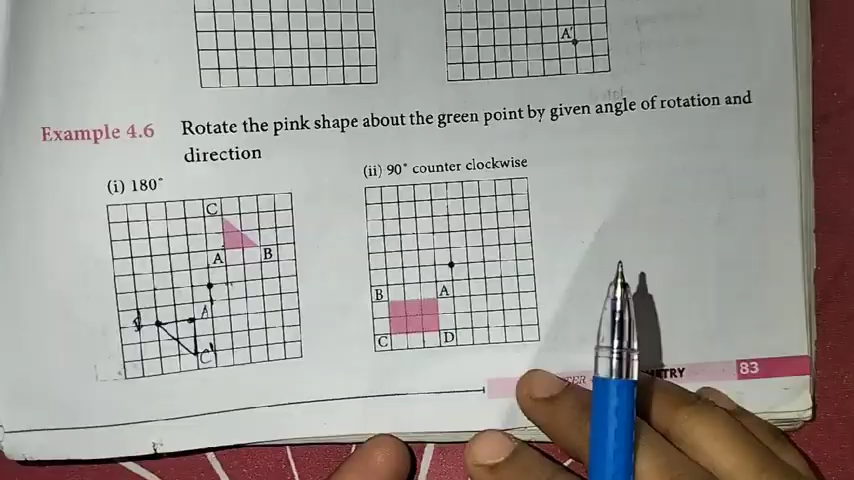 A'
Example 4.6 Rotate the pink shape about the green point by given angle of rotation and
direction
(i) 180°
(ii) 90° counter clockwise
C
A
B
A
C'
B
A
C
D
83